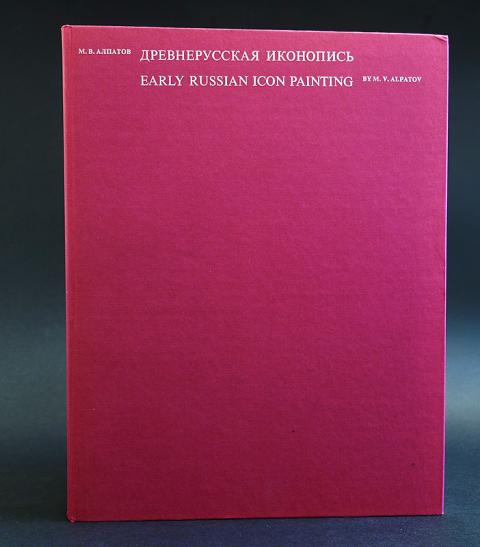 М. В. АЛПАТОВ ДРЕВНЕРУССКАЯ ИКОНОПИСЬ
EARLY RUSSIAN ICON PAINTING BY M. V. ALPATOV